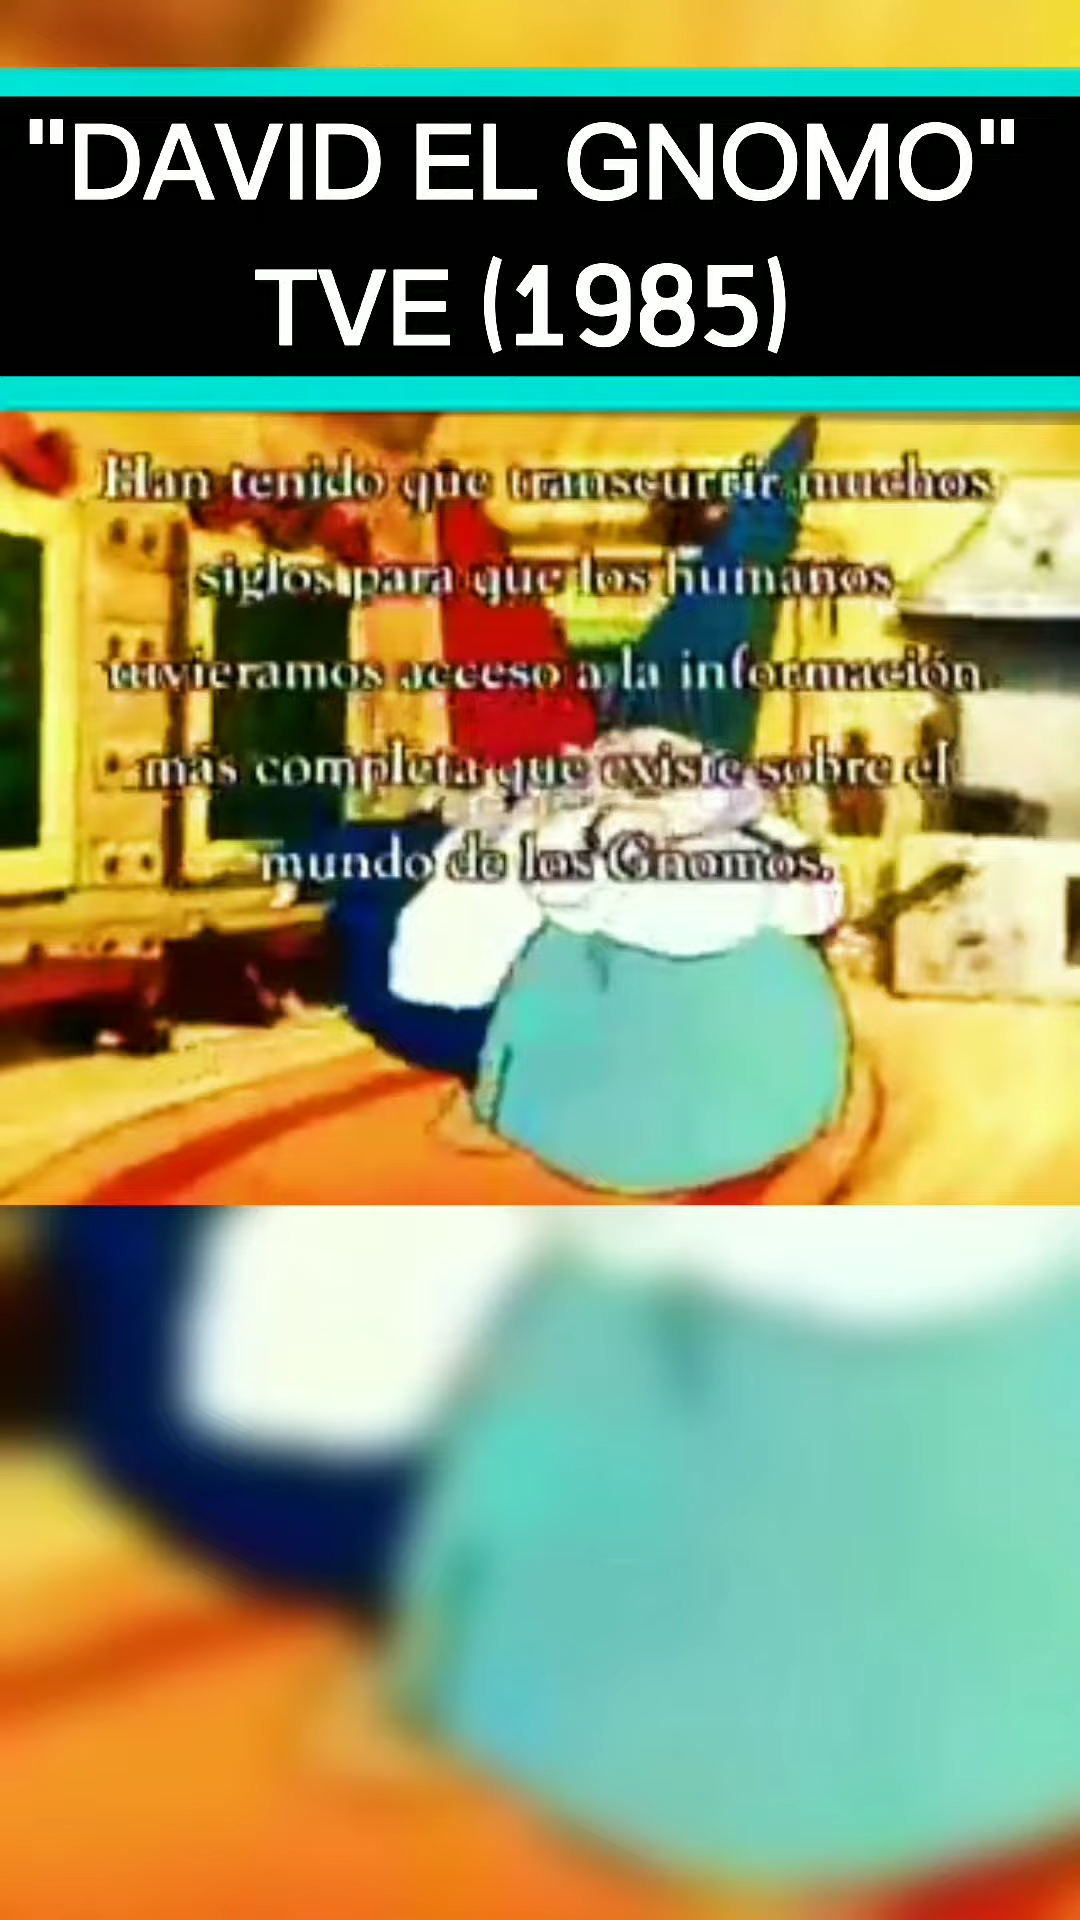 "DAVID EL GNOMO"
TVE (1985)
Han tenido que transcurrir muchos
siglos para que los humanos
tuvieramos acceso a la información
más completa que existe sobre el
mundo de los Gnomos.